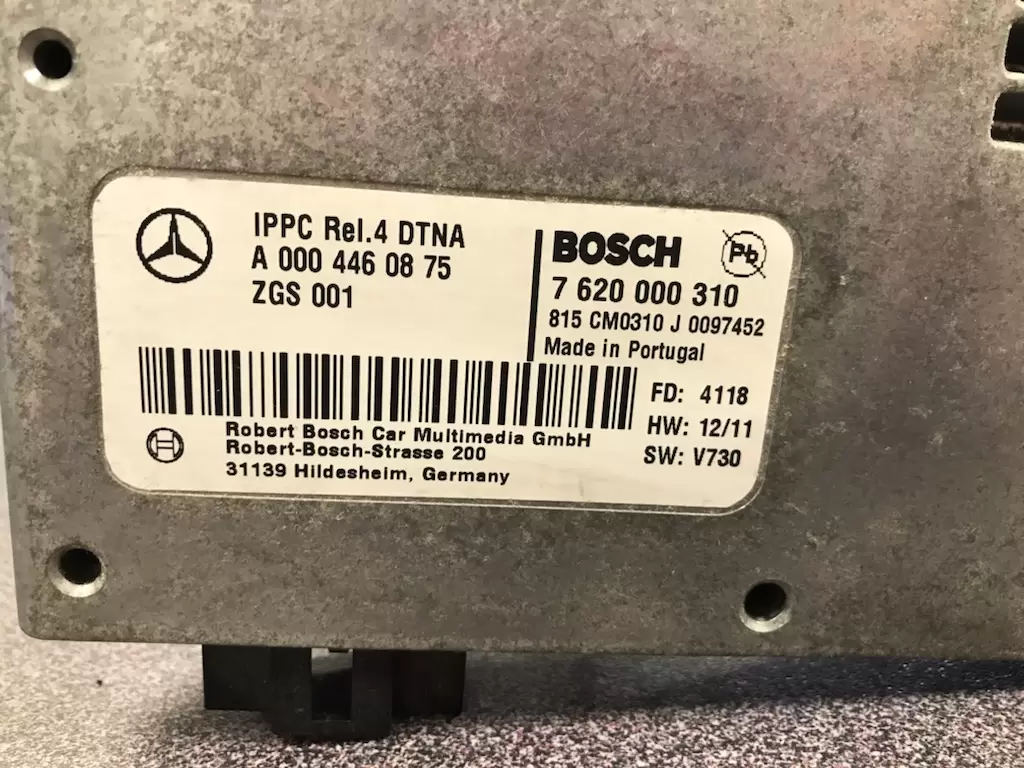 IPPC Rel.4 DTNA
A 000 446 08 75
ZGS 001
BOSCH
Pb
7 620 000 310
815 CM0310 J 0097452
Made in Portugal
FD: 4118
HW: 12/11
SW: V730
Robert Bosch Car Multimedia GmbH
Robert-Bosch-Strasse 200
31139 Hildesheim, Germany